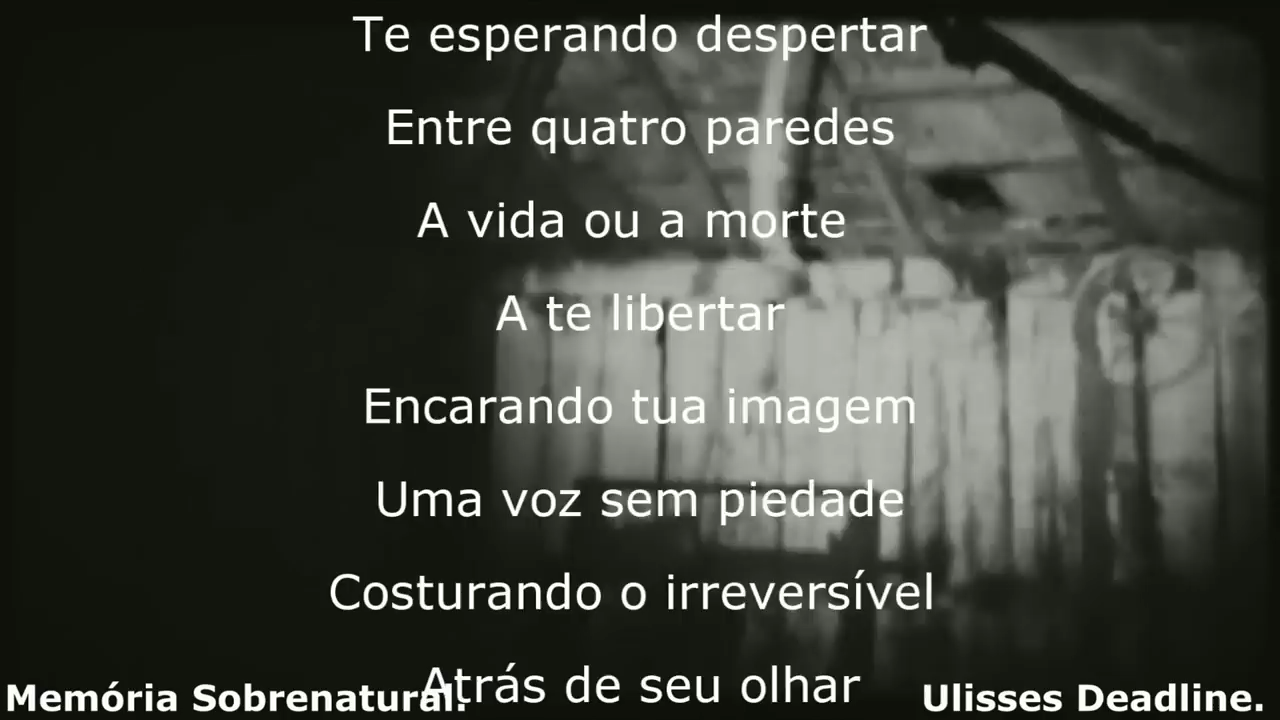 Te esperando despertar
Entre quatro paredes
A vida ou a morte
A te libertar
Encarando tua imagem
Uma voz sem piedade
Costurando o irreversível
Atrás de seu olhar
Memória Sobrenatural.
Ulisses Deadline.